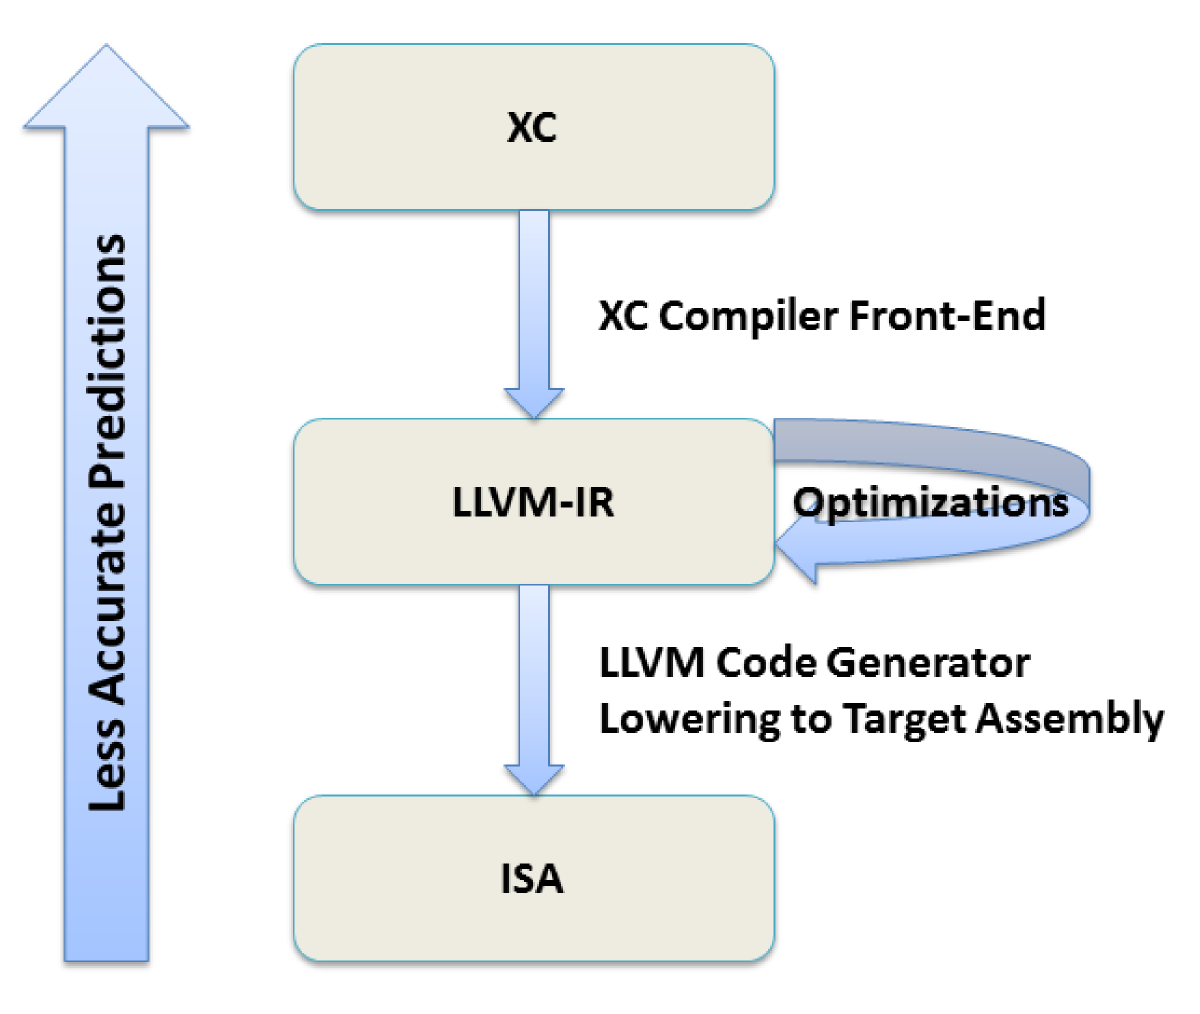 XC
XC Compiler Front-End
LLVM-IR
Optimizations
LLVM Code Generator
Lowering to Target Assembly
ISA
Less Accurate Predictions